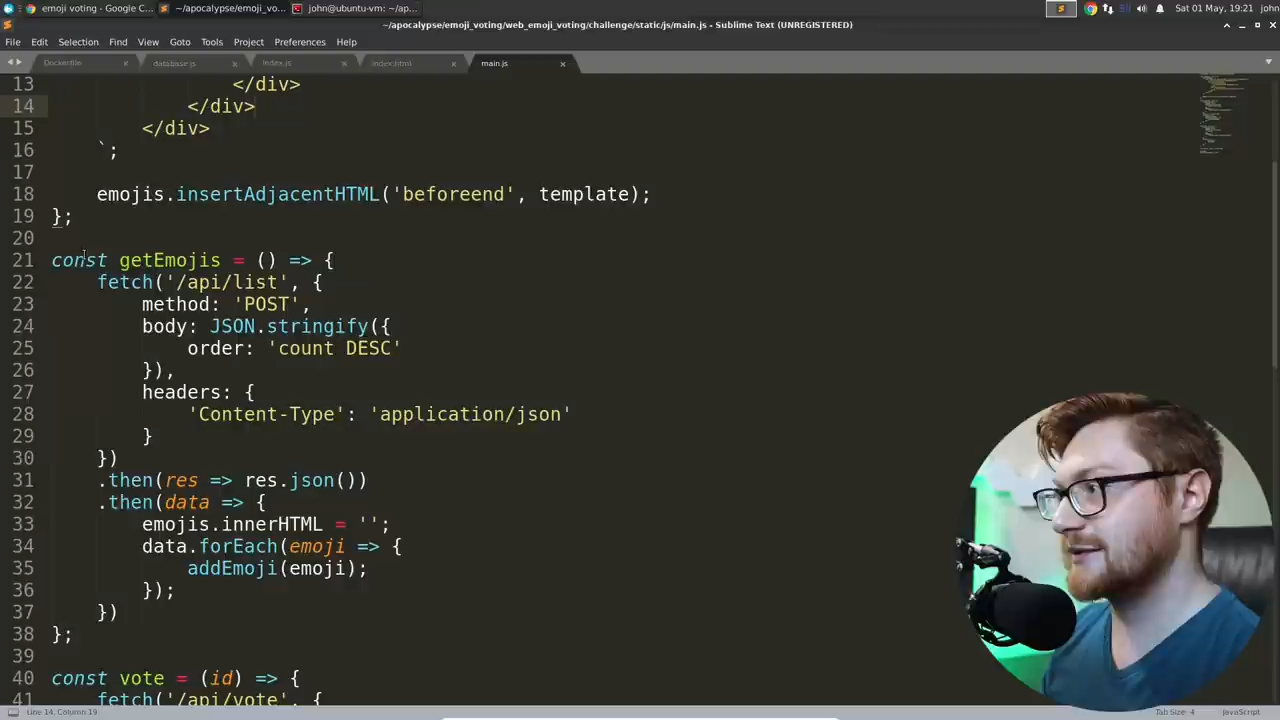 emoji voting - Google C...
~/apocalypse/emoji_vo...
john@ubuntu-vm: ~/ap...
Sat 01 May, 19:21 john
~/apocalypse/emoji_voting/web_emoji_voting/challenge/static/js/main.js - Sublime Text (UNREGISTERED)
File Edit Selection Find View Goto Tools Project Preferences Help
Dockerfile × database.js × index.js × index.html × main.js ×
13 </div>
14 </div>
15 </div>
16 `;
17
18 emojis.insertAdjacentHTML('beforeend', template);
19 };
20
21 const getEmojis = () => {
22 fetch('/api/list', {
23 method: 'POST',
24 body: JSON.stringify({
25 order: 'count DESC'
26 }),
27 headers: {
28 'Content-Type': 'application/json'
29 }
30 })
31 .then(res => res.json())
32 .then(data => {
33 emojis.innerHTML = '';
34 data.forEach(emoji => {
35 addEmoji(emoji);
36 });
37 })
38 };
39
40 const vote = (id) => {
41 fetch('/api/vote', {
Line 14, Column 19
Tab Size: 4
JavaScript